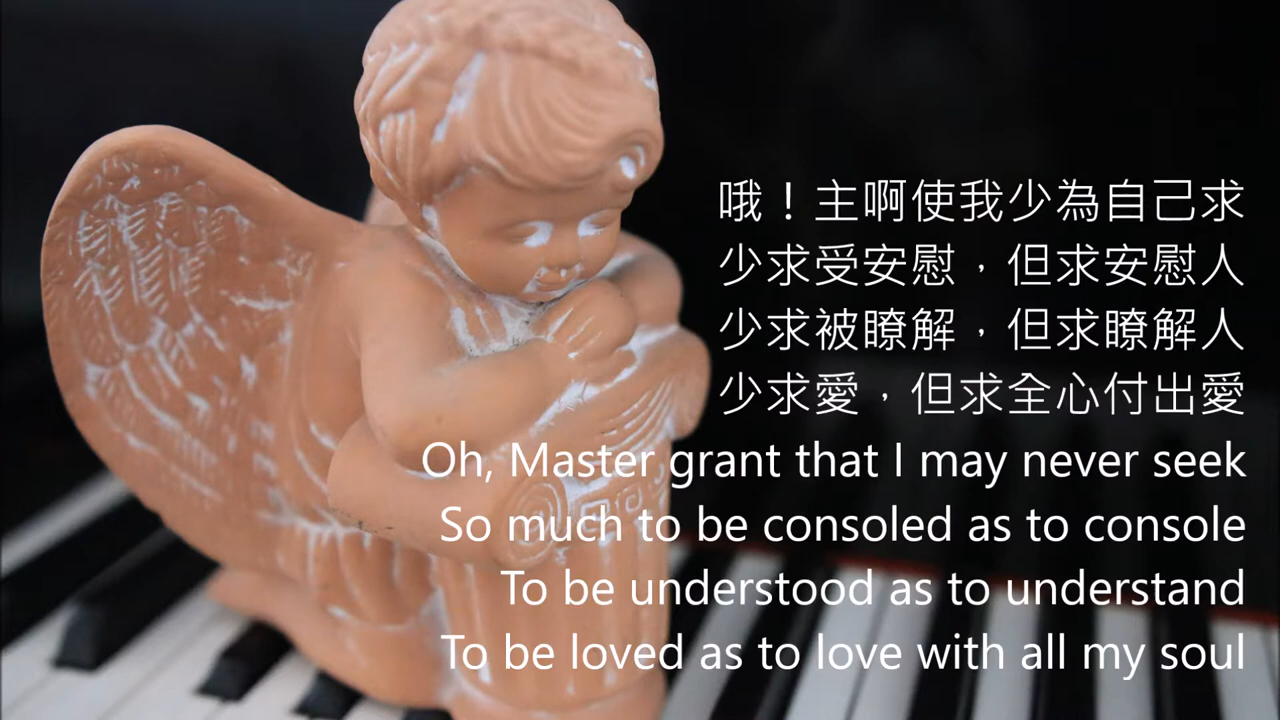 哦！主啊使我少為自己求
少求受安慰，但求安慰人
少求被瞭解，但求瞭解人
少求愛，但求全心付出愛
Oh, Master grant that I may never seek
So much to be consoled as to console
To be understood as to understand
To be loved as to love with all my soul